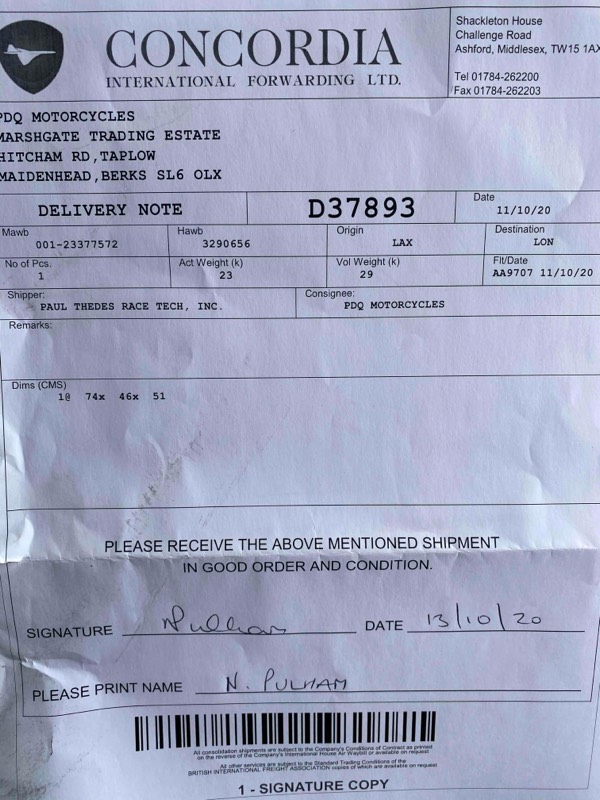 CONCORDIA
INTERNATIONAL FORWARDING LTD.
Shackleton House
Challenge Road
Ashford, Middlesex, TW15 1AX
Tel 01784-262200
Fax 01784-262203
PDQ MOTORCYCLES
MARSHGATE TRADING ESTATE
HITCHAM RD,TAPLOW
MAIDENHEAD,BERKS SL6 OLX
DELIVERY NOTE D37893 Date 11/10/20
Mawb 001-23377572 Hawb 3290656 Origin LAX Destination LON
No of Pcs. 1 Act Weight (k) 23 Vol Weight (k) 29 Flt/Date AA9707 11/10/20
Shipper: PAUL THEDES RACE TECH, INC. Consignee: PDQ MOTORCYCLES
Remarks:
Dims (CMS)
1@ 74x 46x 51
PLEASE RECEIVE THE ABOVE MENTIONED SHIPMENT
IN GOOD ORDER AND CONDITION.
SIGNATURE NPulham DATE 13/10/20
PLEASE PRINT NAME N. PULHAM
All consolidation shipments are subject to the Company's Conditions of Contract as printed
on the reverse of the Company's International House Air Waybill or available on request
All other services are subject to the Standard Trading Conditions of the
BRITISH INTERNATIONAL FREIGHT ASSOCIATION copies of which are available on request
1 - SIGNATURE COPY